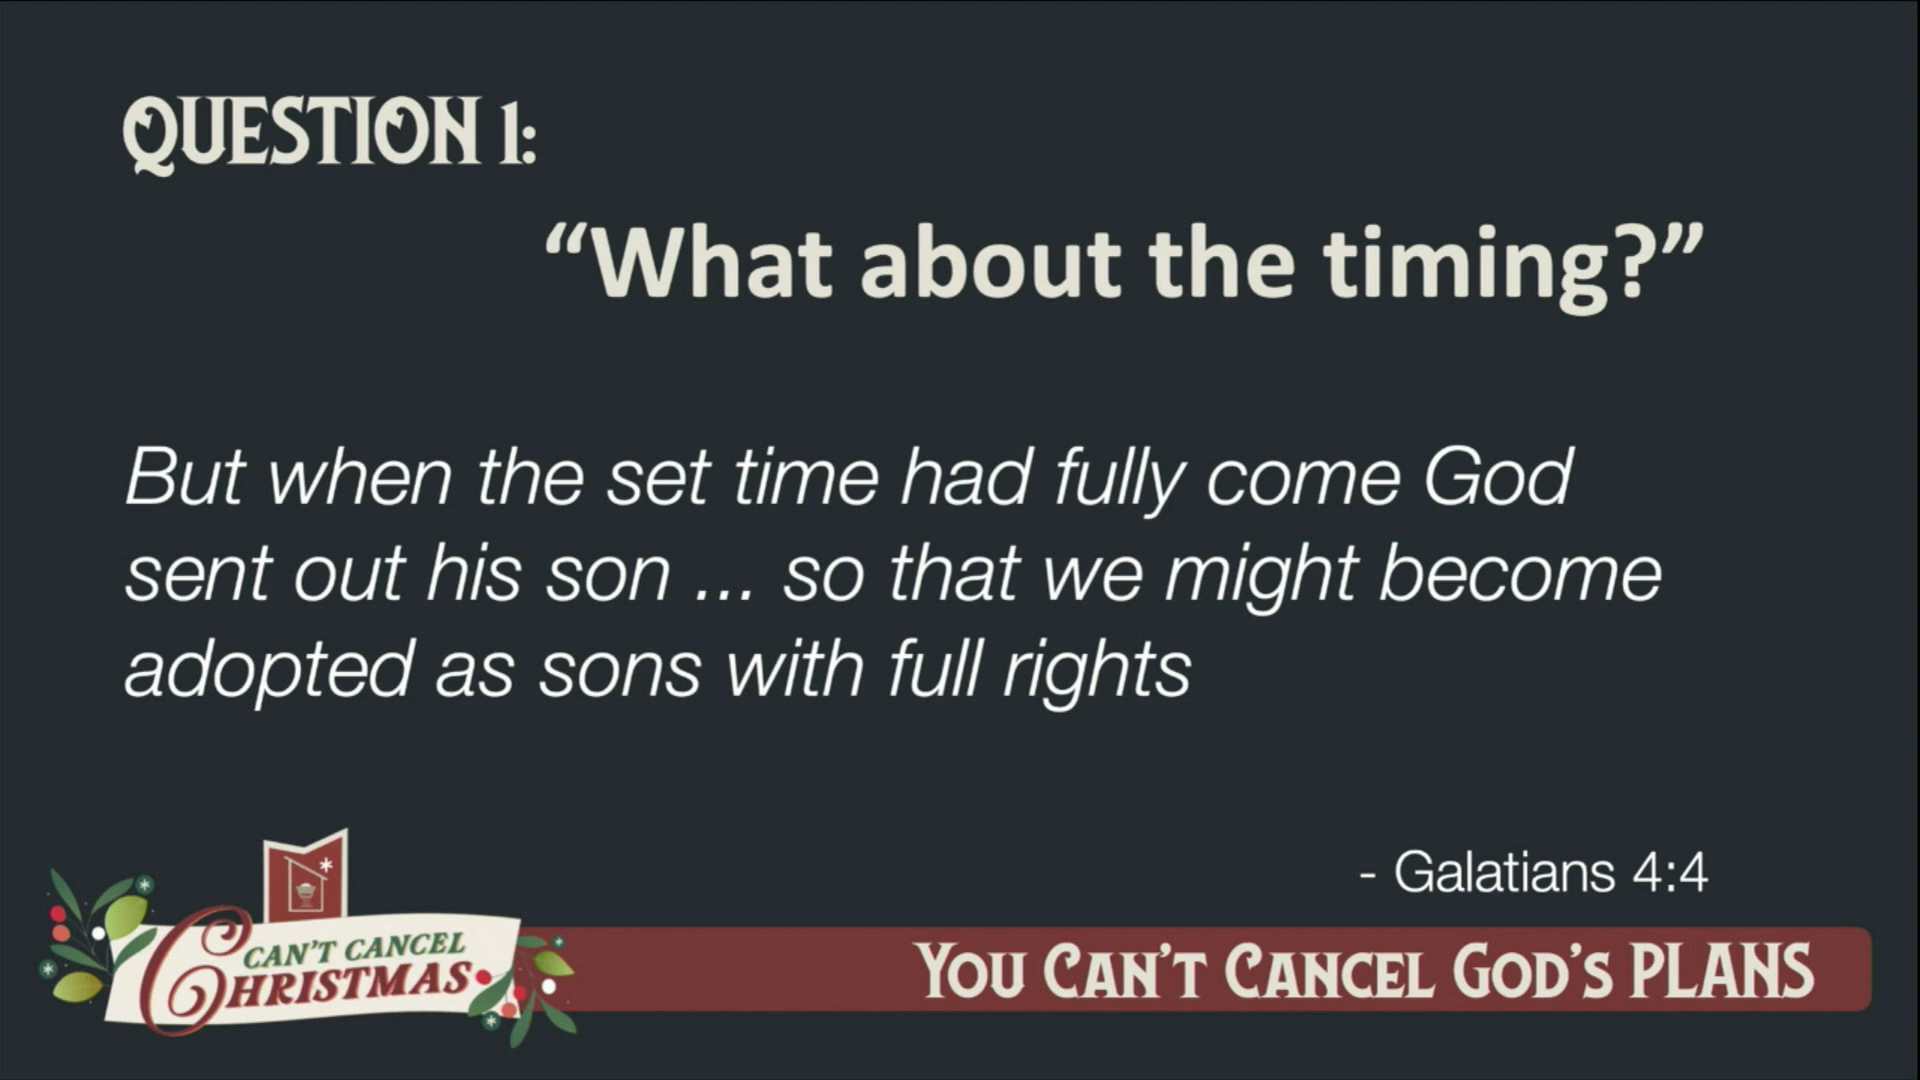 QUESTION 1:
“What about the timing?”
But when the set time had fully come God
sent out his son ... so that we might become
adopted as sons with full rights
- Galatians 4:4
CAN'T CANCEL
CHRISTMAS
YOU CAN'T CANCEL GOD'S PLANS